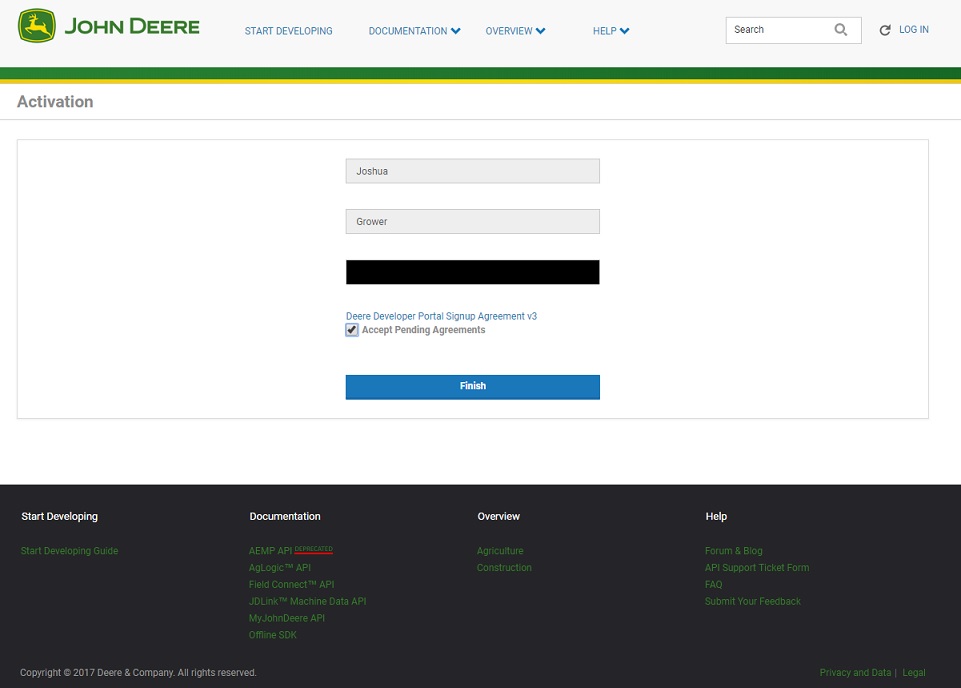 JOHN DEERE
START DEVELOPING DOCUMENTATION OVERVIEW HELP Search LOG IN
Activation
Joshua
Grower
Deere Developer Portal Signup Agreement v3
Accept Pending Agreements
Finish
Start Developing Documentation Overview Help
Start Developing Guide AEMP API DEPRECATED Agriculture Forum & Blog
AgLogic™ API Construction API Support Ticket Form
Field Connect™ API FAQ
JDLink™ Machine Data API Submit Your Feedback
MyJohnDeere API
Offline SDK
Copyright © 2017 Deere & Company. All rights reserved. Privacy and Data | Legal